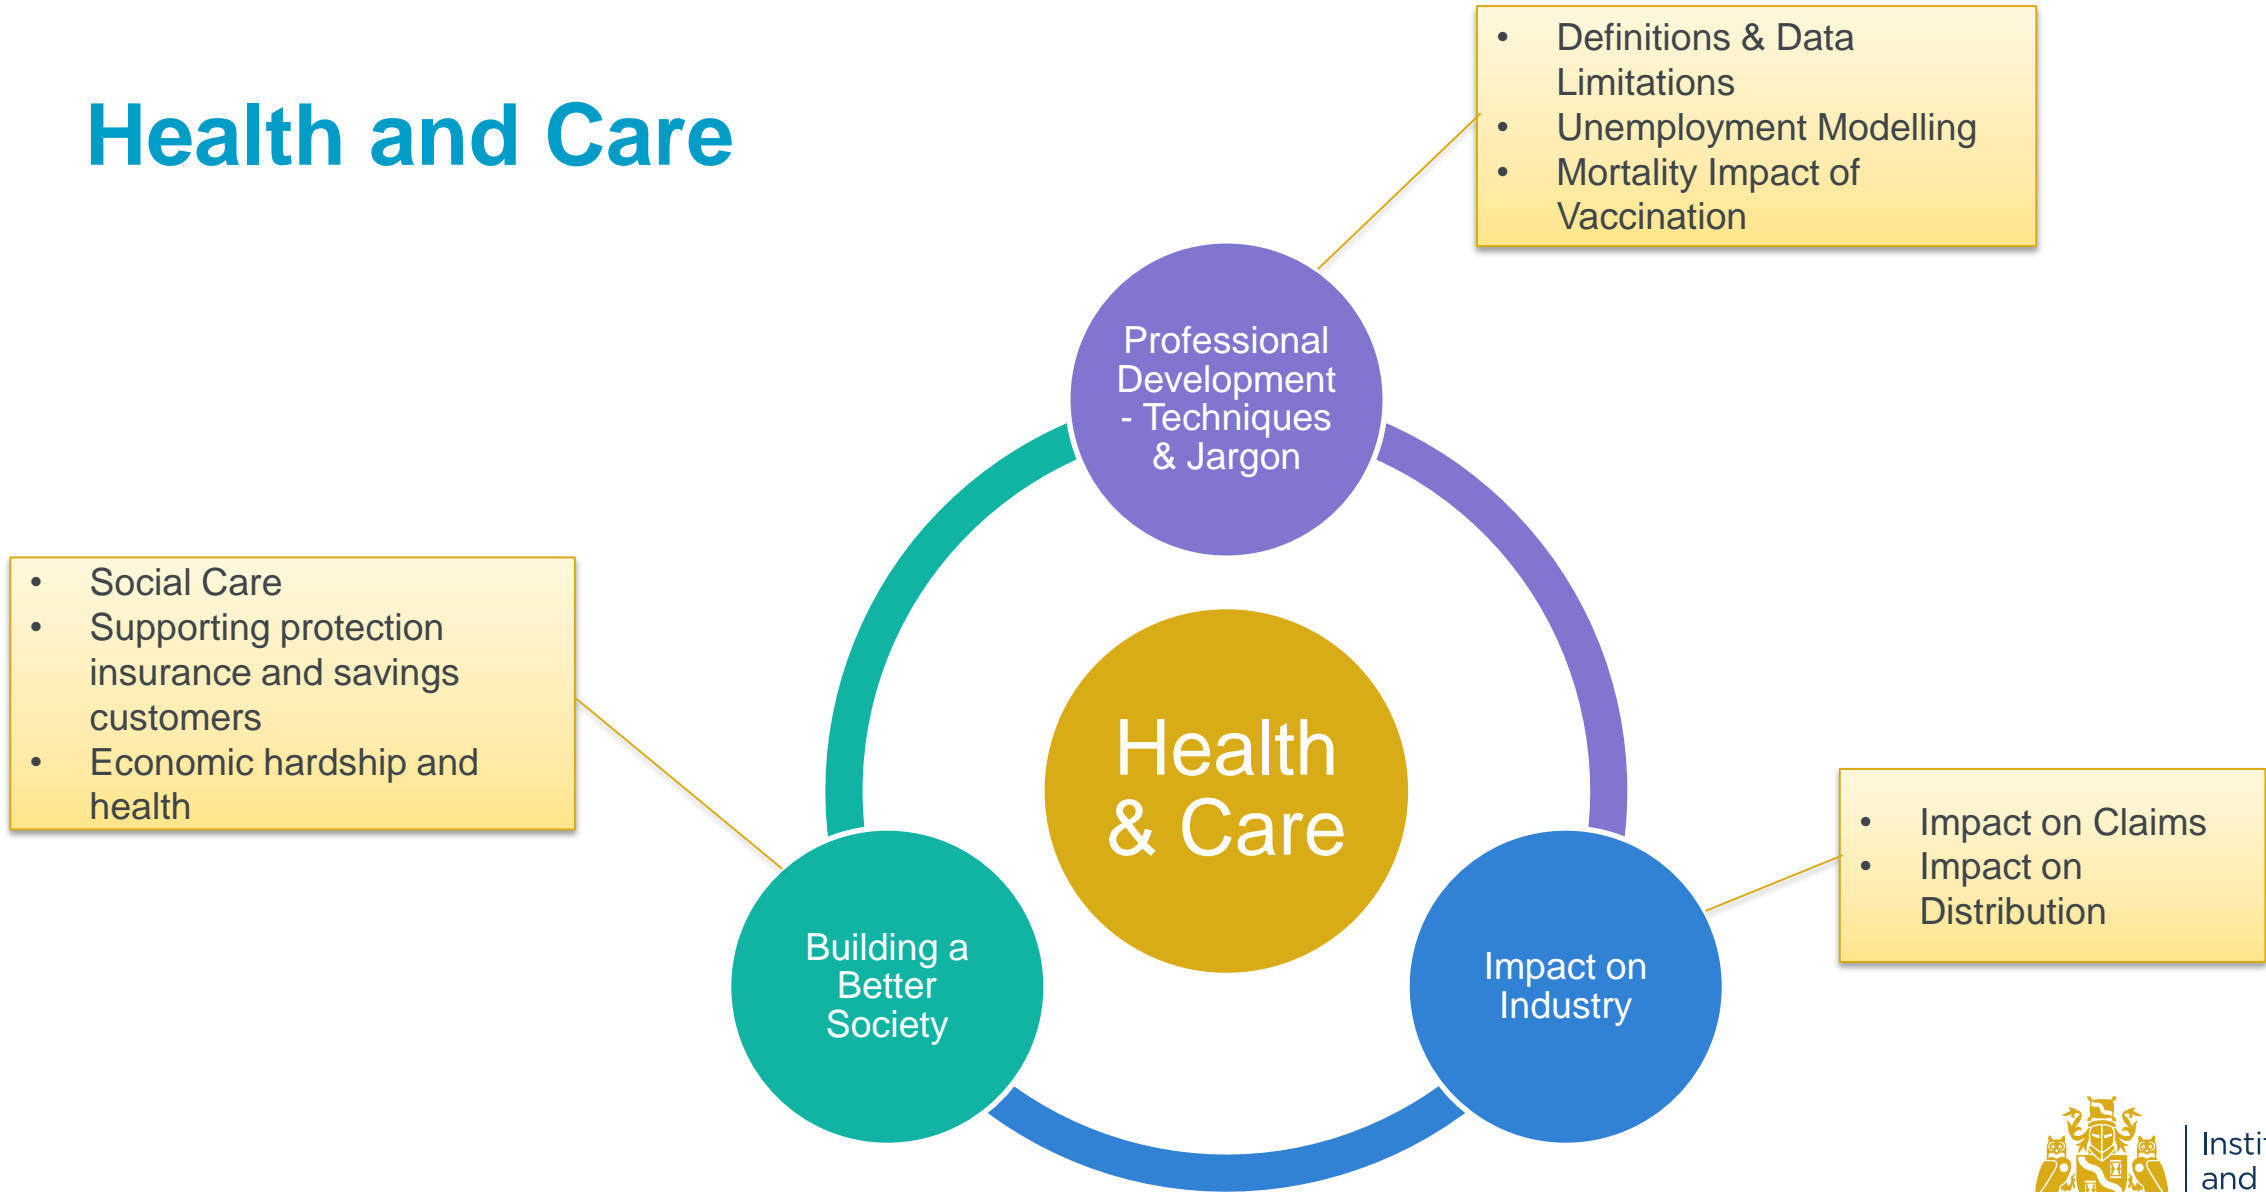 Health and Care
• Definitions & Data
Limitations
• Unemployment Modelling
• Mortality Impact of
Vaccination
Professional
Development
- Techniques
& Jargon
• Social Care
• Supporting protection
insurance and savings
customers
• Economic hardship and
health
Health
& Care
• Impact on Claims
• Impact on
Distribution
Building a
Better
Society
Impact on
Industry
and